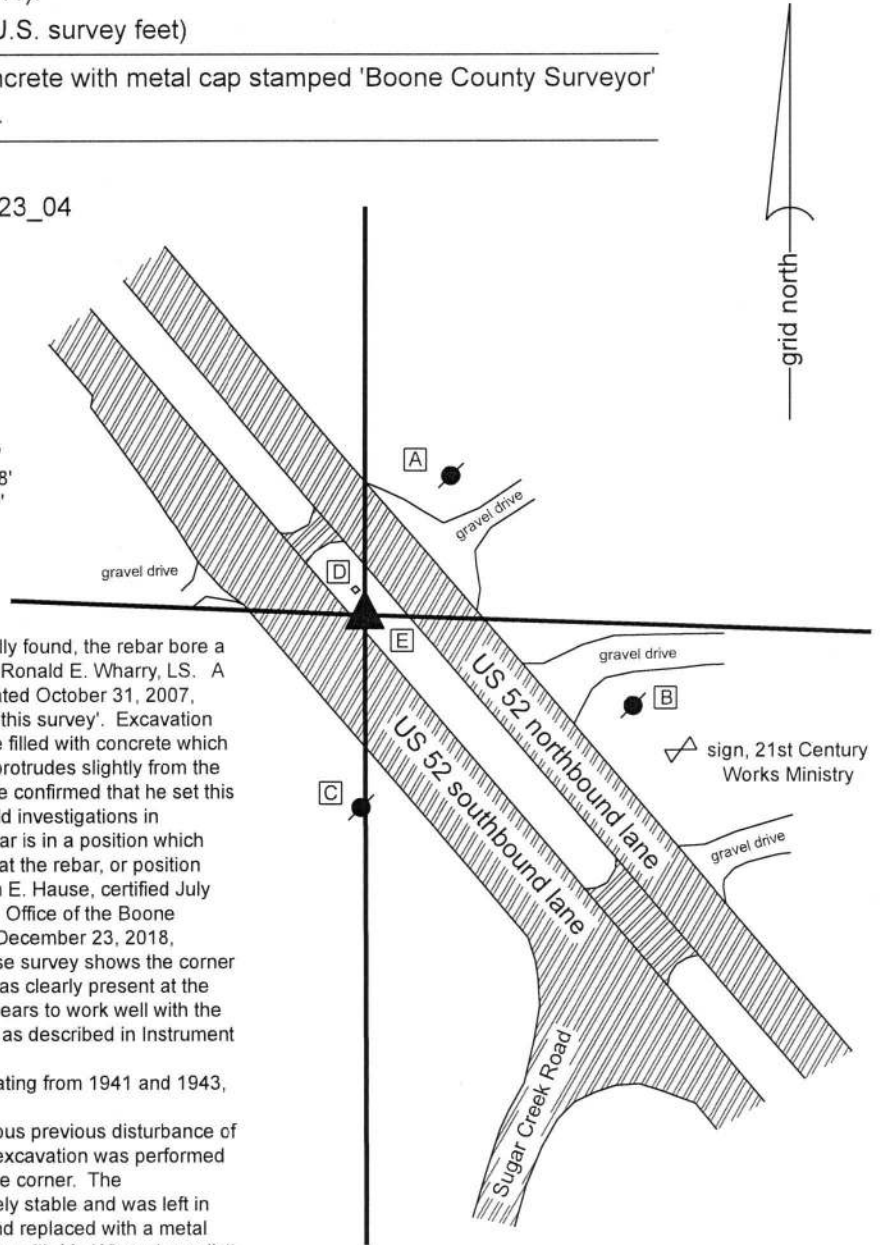 U.S. survey feet)
ncrete with metal cap stamped 'Boone County Surveyor'
23_04
grid north
A
gravel drive
8'
gravel drive
D
E
gravel drive
B
US 52 northbound lane
US 52 southbound lane
sign, 21st Century
Works Ministry
C
gravel drive
Sugar Creek Road
lly found, the rebar bore a
Ronald E. Wharry, LS. A
ated October 31, 2007,
this survey'. Excavation
e filled with concrete which
protrudes slightly from the
e confirmed that he set this
ld investigations in
ar is in a position which
at the rebar, or position
n E. Hause, certified July
Office of the Boone
December 23, 2018,
se survey shows the corner
as clearly present at the
ears to work well with the
as described in Instrument
ating from 1941 and 1943,
ous previous disturbance of
excavation was performed
e corner. The
ely stable and was left in
nd replaced with a metal